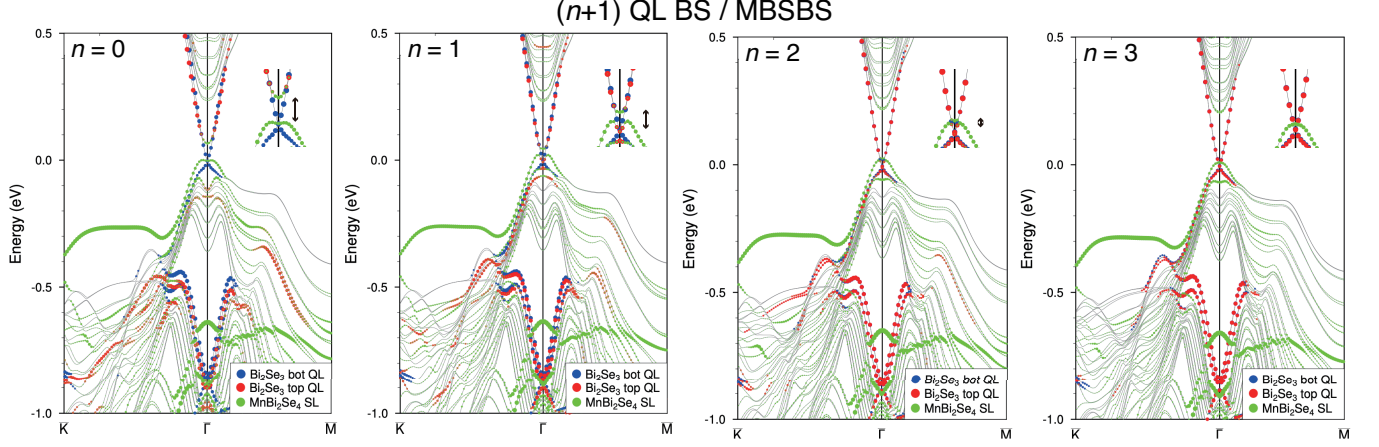 (n+1) QL BS / MBSBS
n = 0
0.5
0.0
-0.5
-1.0
Energy (eV)
Bi₂Se₃ bot QL
Bi₂Se₃ top QL
MnBi₂Se₄ SL
K
Γ
M
n = 1
0.5
0.0
-0.5
-1.0
Energy (eV)
Bi₂Se₃ bot QL
Bi₂Se₃ top QL
MnBi₂Se₄ SL
K
Γ
M
n = 2
0.5
0.0
-0.5
-1.0
Energy (eV)
Bi₂Se₃ bot QL
Bi₂Se₃ top QL
MnBi₂Se₄ SL
K
Γ
M
n = 3
0.5
0.0
-0.5
-1.0
Energy (eV)
Bi₂Se₃ bot QL
Bi₂Se₃ top QL
MnBi₂Se₄ SL
K
Γ
M